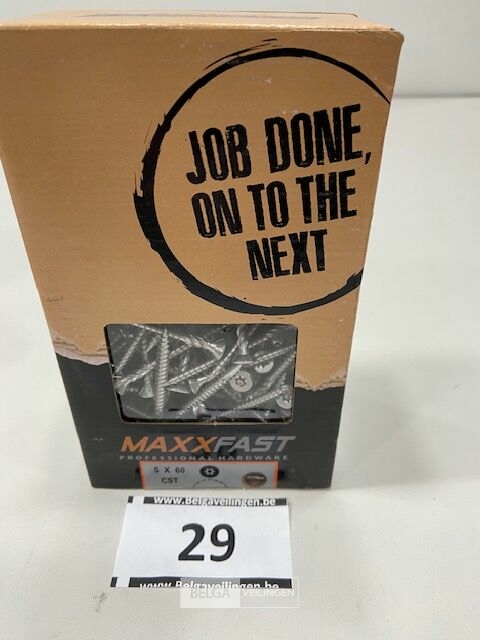 JOB DONE,
ON TO THE
NEXT
MAXXFAST
PROFESSIONAL HARDWARE
5 X 60
CST
www.Belgaveilingen.be
29
www.Belgaveilingen.be
BELGA VEILINGEN